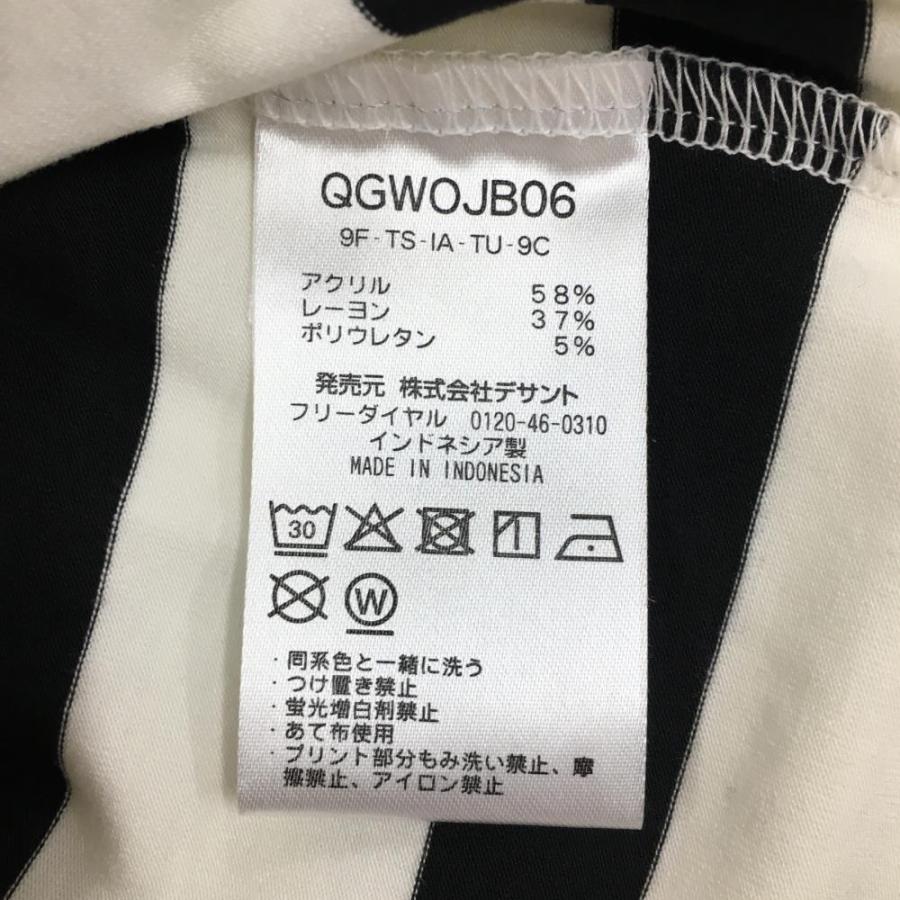 QGWOJB06
9F-TS-IA-TU-9C
アクリル 58%
レーヨン 37%
ポリウレタン 5%
発売元 株式会社デサント
フリーダイヤル 0120-46-0310
インドネシア製
MADE IN INDONESIA
30
W
・同系色と一緒に洗う
・つけ置き禁止
・蛍光増白剤禁止
・あて布使用
・プリント部分もみ洗い禁止、摩
擦禁止、アイロン禁止